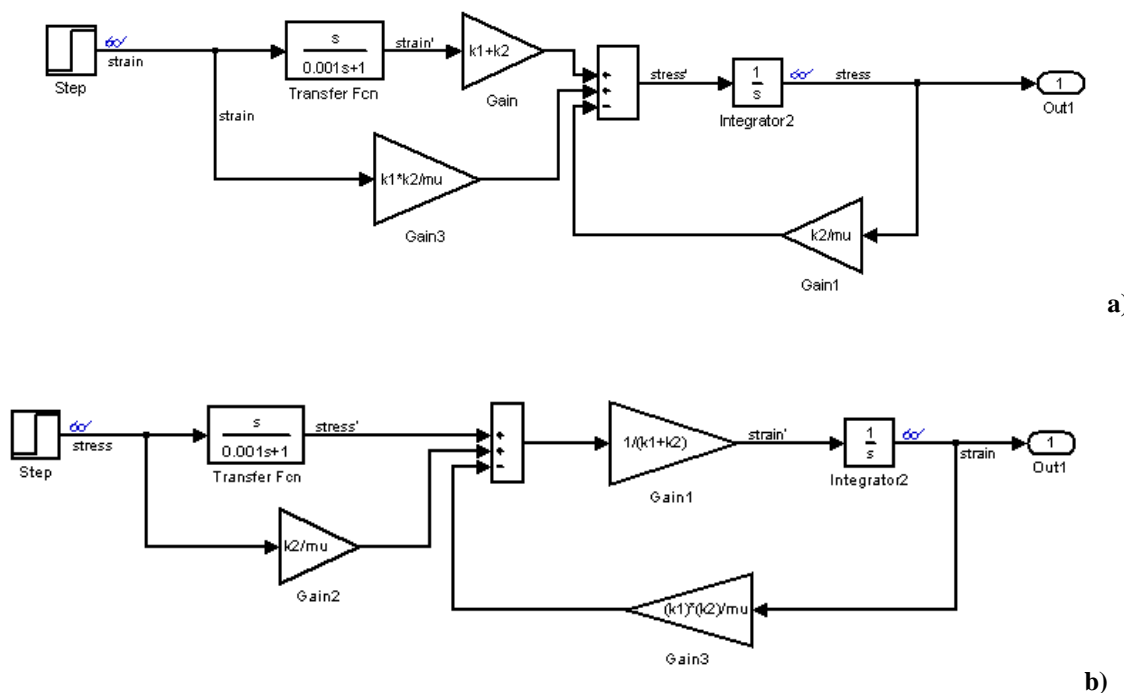 Step
strain
s
0.001s+1
Transfer Fcn
strain'
k1+k2
Gain
strain
k1*k2/mu
Gain3
+
+
−
stress'
1
s
Integrator2
stress
1
Out1
k2/mu
Gain1
a)
Step
stress
s
0.001s+1
Transfer Fcn
stress'
k2/mu
Gain2
+
+
−
1/(k1+k2)
Gain1
strain'
1
s
Integrator2
strain
1
Out1
(k1)*(k2)/mu
Gain3
b)